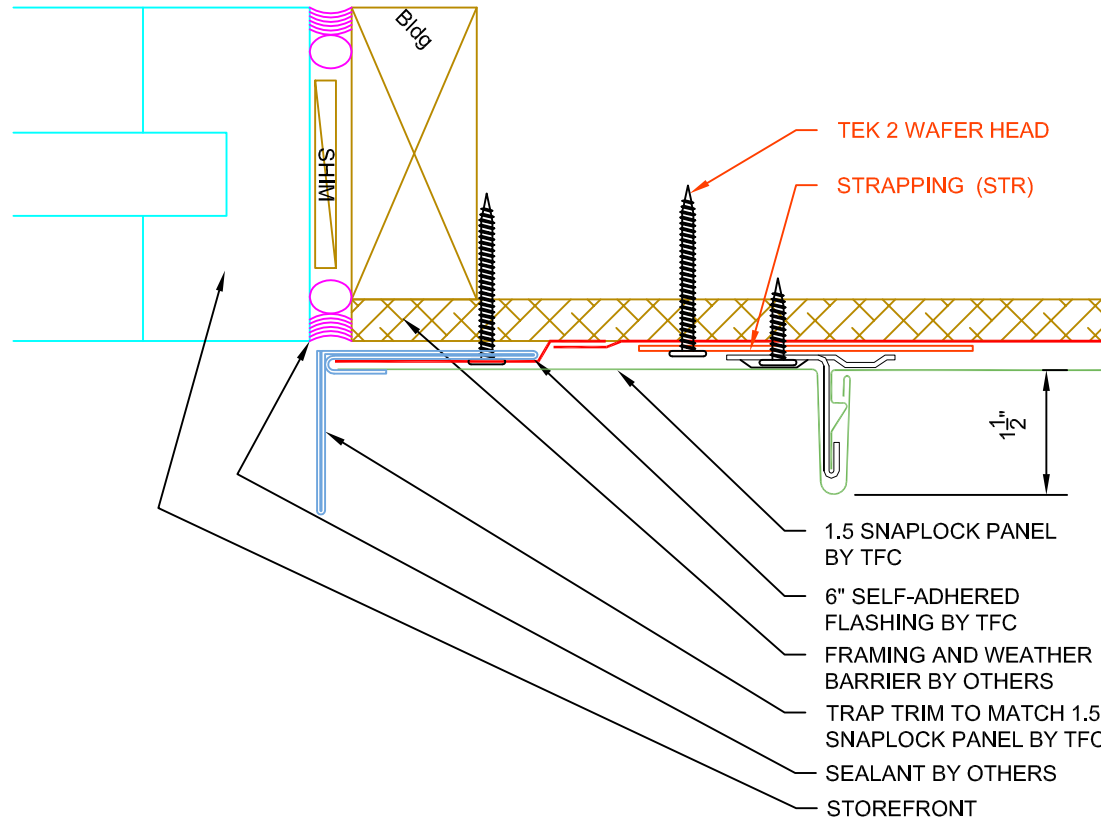 Bldg
SHIM
TEK 2 WAFER HEAD
STRAPPING (STR)
1 1/2"
1.5 SNAPLOCK PANEL
BY TFC
6" SELF-ADHERED
FLASHING BY TFC
FRAMING AND WEATHER
BARRIER BY OTHERS
TRAP TRIM TO MATCH 1.5
SNAPLOCK PANEL BY TFC
SEALANT BY OTHERS
STOREFRONT